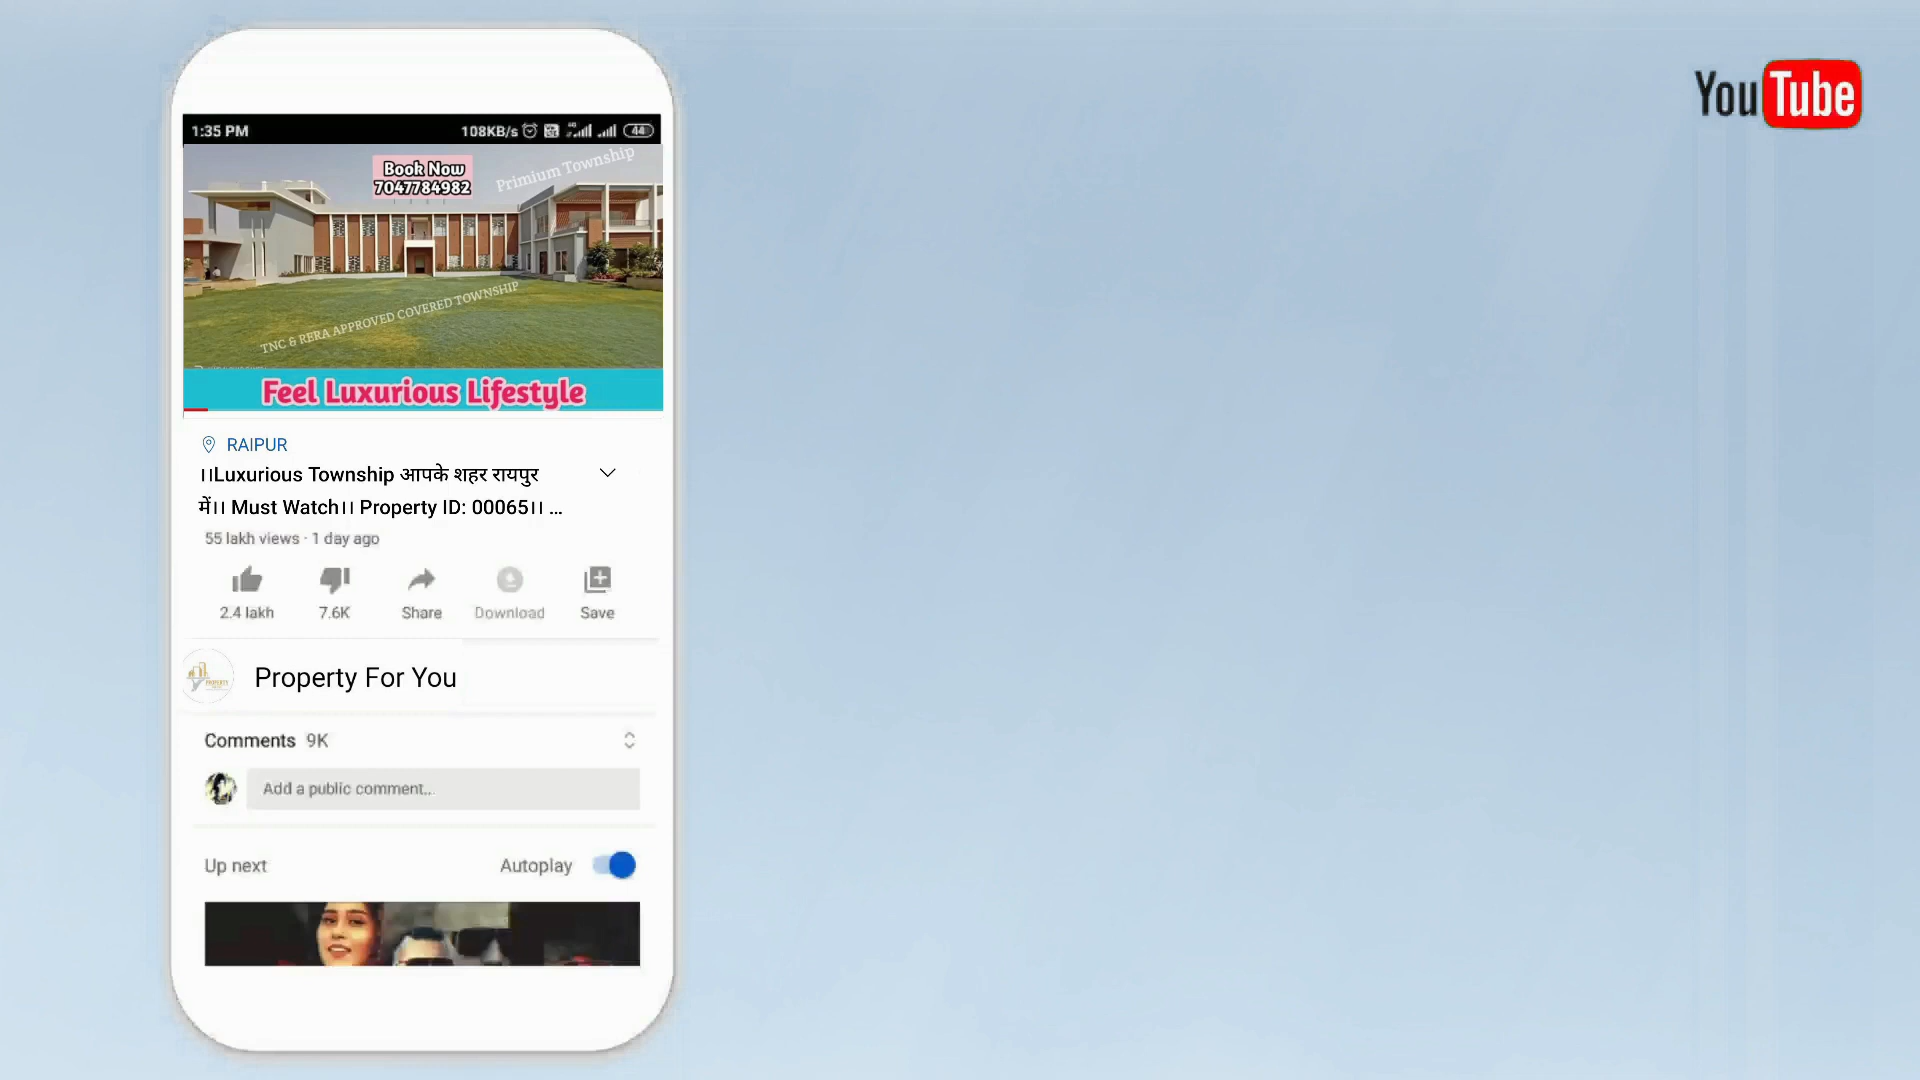 YouTube
1:35 PM 108KB/s 44
Book Now
7047784982
Primium Township
TNC & RERA APPROVED COVERED TOWNSHIP
Feel Luxurious Lifestyle
RAIPUR
।।Luxurious Township आपके शहर रायपुर
में।। Must Watch।। Property ID: 00065।। ...
55 lakh views · 1 day ago
2.4 lakh 7.6K Share Download Save
Property For You
Comments 9K
Add a public comment...
Up next Autoplay